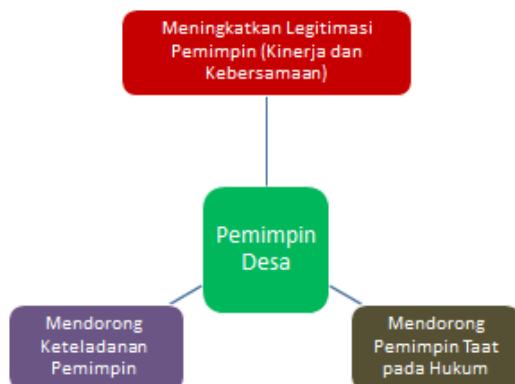 Meningkatkan Legitimasi
Pemimpin (Kinerja dan
Kebersamaan)
Pemimpin
Desa
Mendorong
Keteladanan
Pemimpin
Mendorong
Pemimpin Taat
pada Hukum